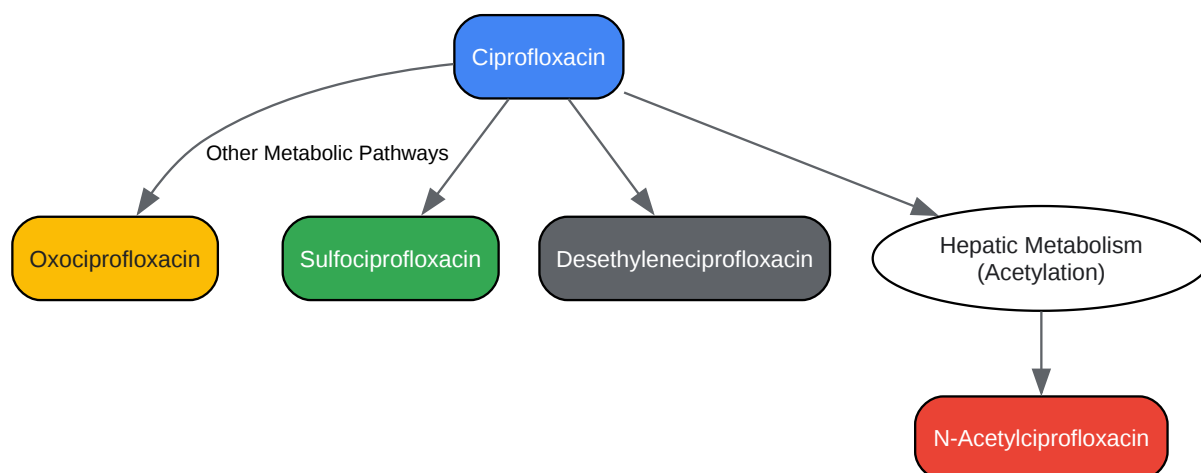 Ciprofloxacin
Other Metabolic Pathways
Oxociprofloxacin
Sulfociprofloxacin
Desethyleneciprofloxacin
Hepatic Metabolism
(Acetylation)
N-Acetylciprofloxacin